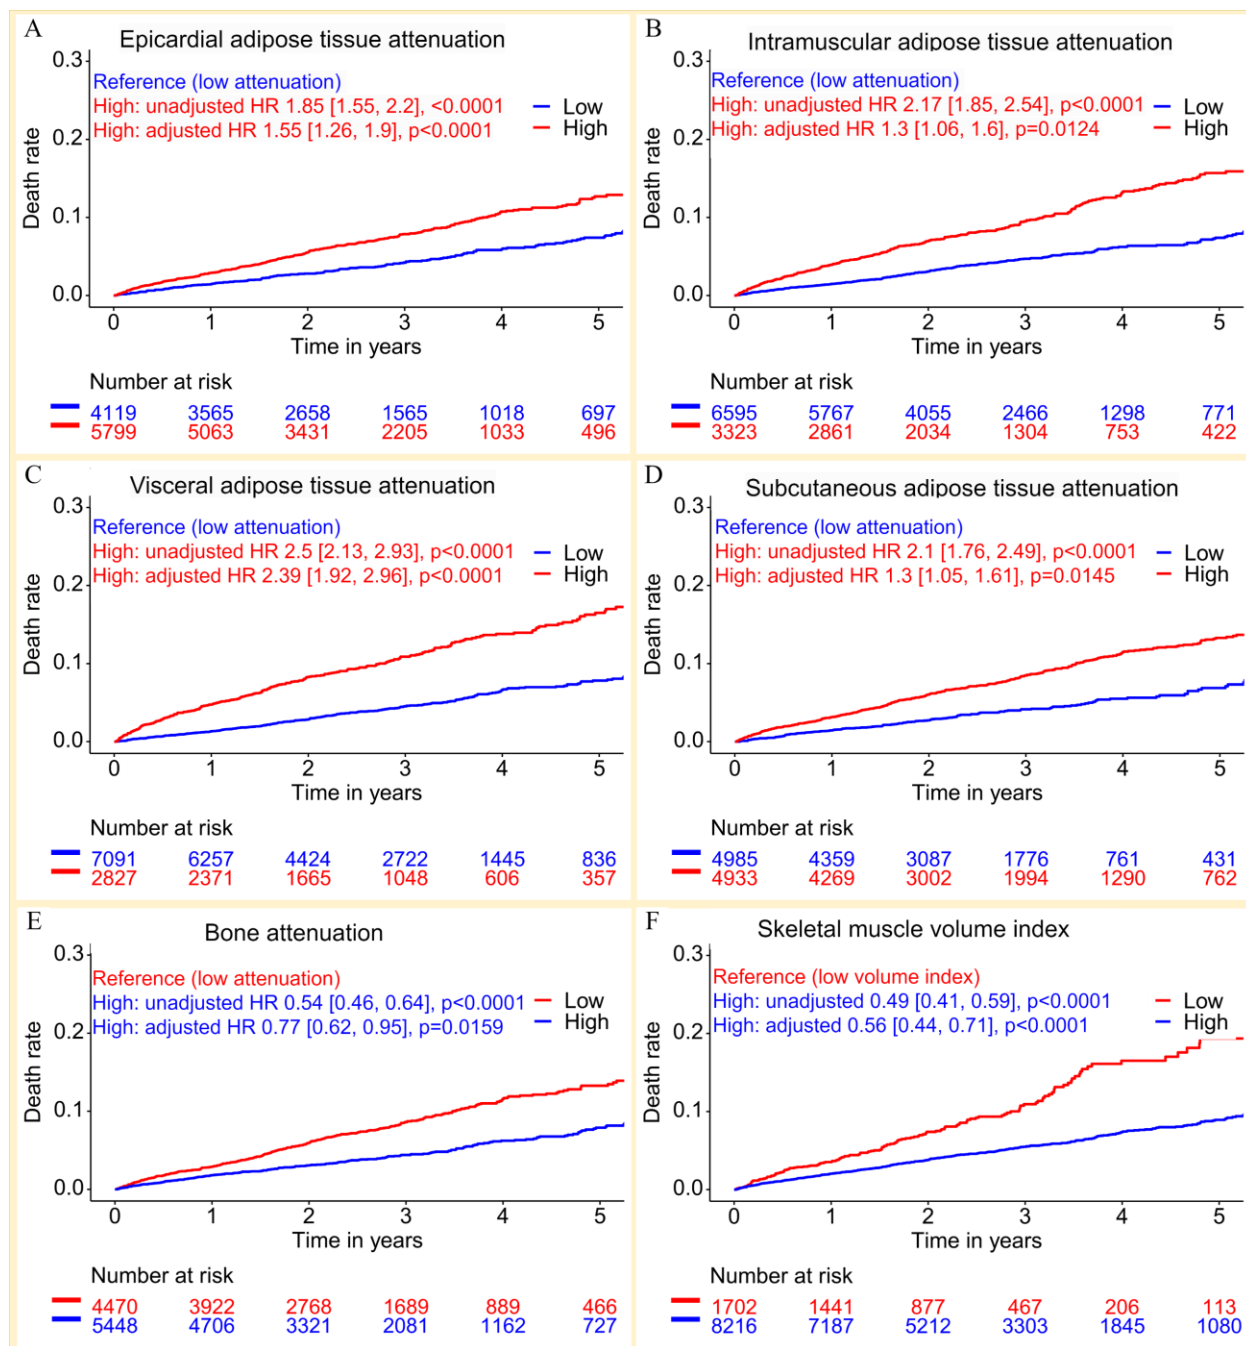 A
Epicardial adipose tissue attenuation
0.3
Reference (low attenuation)
High: unadjusted HR 1.85 [1.55, 2.2], <0.0001
High: adjusted HR 1.55 [1.26, 1.9], p<0.0001
Low
High
0.2
0.1
0.0
Death rate
0 1 2 3 4 5
Time in years
Number at risk
4119 3565 2658 1565 1018 697
5799 5063 3431 2205 1033 496
B
Intramuscular adipose tissue attenuation
0.3
Reference (low attenuation)
High: unadjusted HR 2.17 [1.85, 2.54], p<0.0001
High: adjusted HR 1.3 [1.06, 1.6], p=0.0124
Low
High
0.2
0.1
0.0
Death rate
0 1 2 3 4 5
Time in years
Number at risk
6595 5767 4055 2466 1298 771
3323 2861 2034 1304 753 422
C
Visceral adipose tissue attenuation
0.3
Reference (low attenuation)
High: unadjusted HR 2.5 [2.13, 2.93], p<0.0001
High: adjusted HR 2.39 [1.92, 2.96], p<0.0001
Low
High
0.2
0.1
0.0
Death rate
0 1 2 3 4 5
Time in years
Number at risk
7091 6257 4424 2722 1445 836
2827 2371 1665 1048 606 357
D
Subcutaneous adipose tissue attenuation
0.3
Reference (low attenuation)
High: unadjusted HR 2.1 [1.76, 2.49], p<0.0001
High: adjusted HR 1.3 [1.05, 1.61], p=0.0145
Low
High
0.2
0.1
0.0
Death rate
0 1 2 3 4 5
Time in years
Number at risk
4985 4359 3087 1776 761 431
4933 4269 3002 1994 1290 762
E
Bone attenuation
0.3
Reference (low attenuation)
High: unadjusted HR 0.54 [0.46, 0.64], p<0.0001
High: adjusted HR 0.77 [0.62, 0.95], p=0.0159
Low
High
0.2
0.1
0.0
Death rate
0 1 2 3 4 5
Time in years
Number at risk
4470 3922 2768 1689 889 466
5448 4706 3321 2081 1162 727
F
Skeletal muscle volume index
0.3
Reference (low volume index)
High: unadjusted 0.49 [0.41, 0.59], p<0.0001
High: adjusted 0.56 [0.44, 0.71], p<0.0001
Low
High
0.2
0.1
0.0
Death rate
0 1 2 3 4 5
Time in years
Number at risk
1702 1441 877 467 206 113
8216 7187 5212 3303 1845 1080